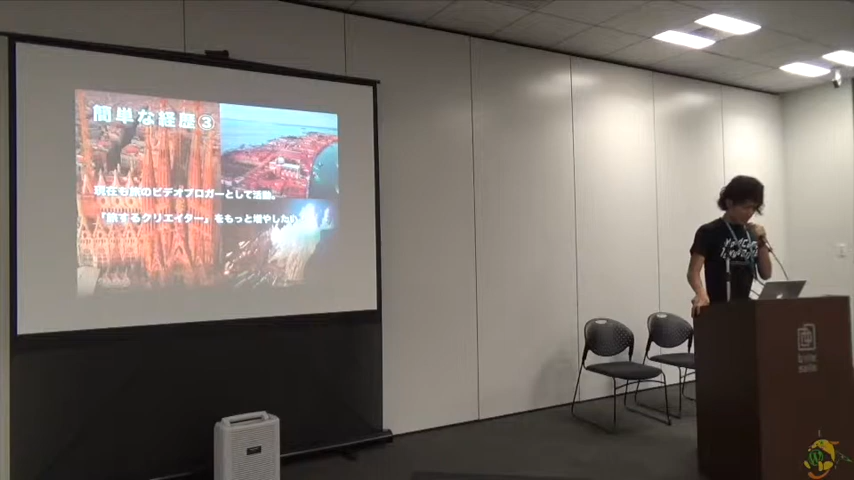 簡単な経歴③
現在も旅のビデオブロガーとして活動。
『旅するクリエイター』をもっと増やしたい！